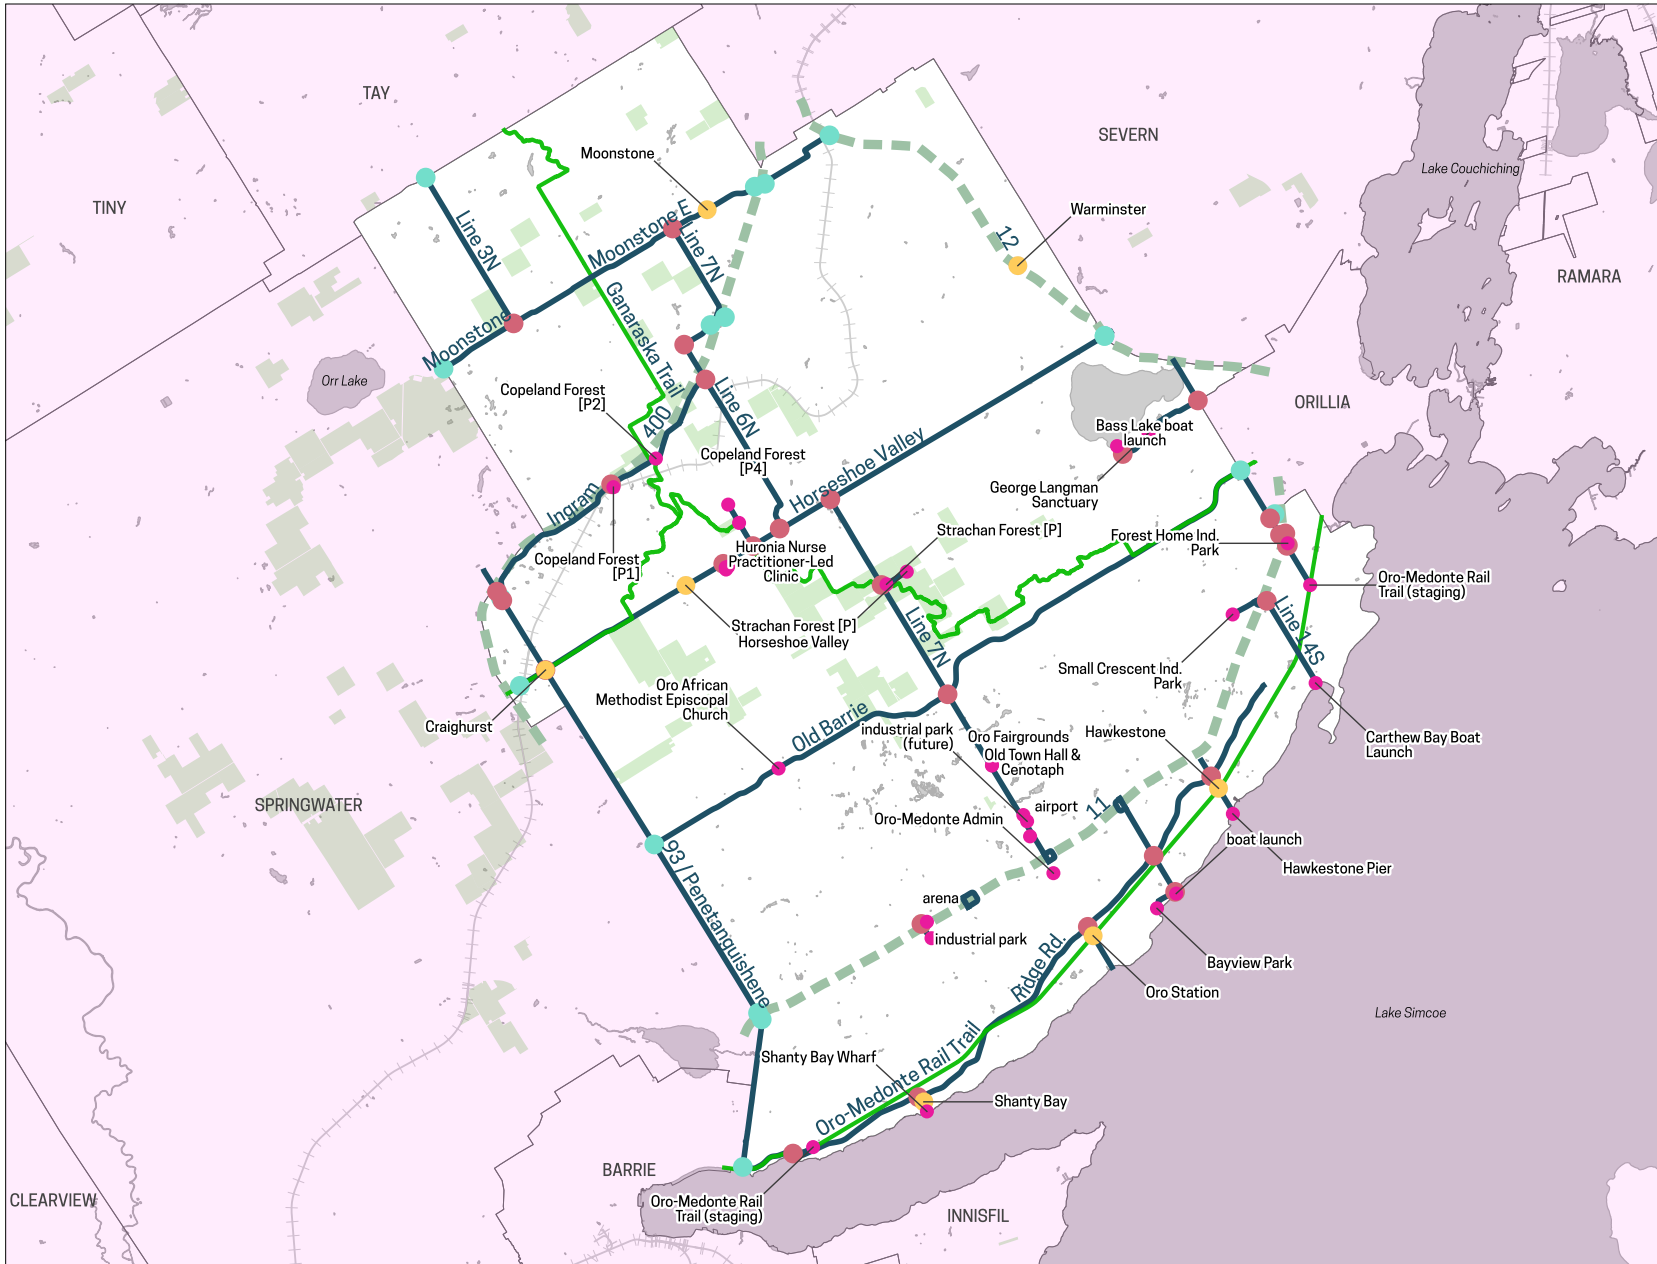 TAY
SEVERN
Moonstone
Lake Couchiching
TINY
Warminster
Line 3N
Moonstone E
Line 7N
12
RAMARA
Ganaraska Trail
Moonstone
Orr Lake
Copeland Forest
[P2]
400
Line 6N
ORILLIA
Bass Lake boat
launch
Copeland Forest
[P4]
Horseshoe Valley
George Langman
Sanctuary
Ingram
Strachan Forest [P]
Forest Home Ind.
Park
Huronia Nurse
Practitioner-Led
Clinic
Copeland Forest
[P1]
Oro-Medonte Rail
Trail (staging)
Strachan Forest [P]
Horseshoe Valley
Line 7N
Line 14S
Small Crescent Ind.
Park
Oro African
Methodist Episcopal
Church
Craighurst
Old Barrie
industrial park
(future)
Oro Fairgrounds
Old Town Hall &
Cenotaph
Hawkestone
Carthew Bay Boat
Launch
SPRINGWATER
airport
11
Oro-Medonte Admin
boat launch
Hawkestone Pier
93 / Penetanguishene
arena
industrial park
Bayview Park
Ridge Rd.
Oro Station
Lake Simcoe
Shanty Bay Wharf
Oro-Medonte Rail Trail
Shanty Bay
BARRIE
CLEARVIEW
Oro-Medonte Rail
Trail (staging)
INNISFIL